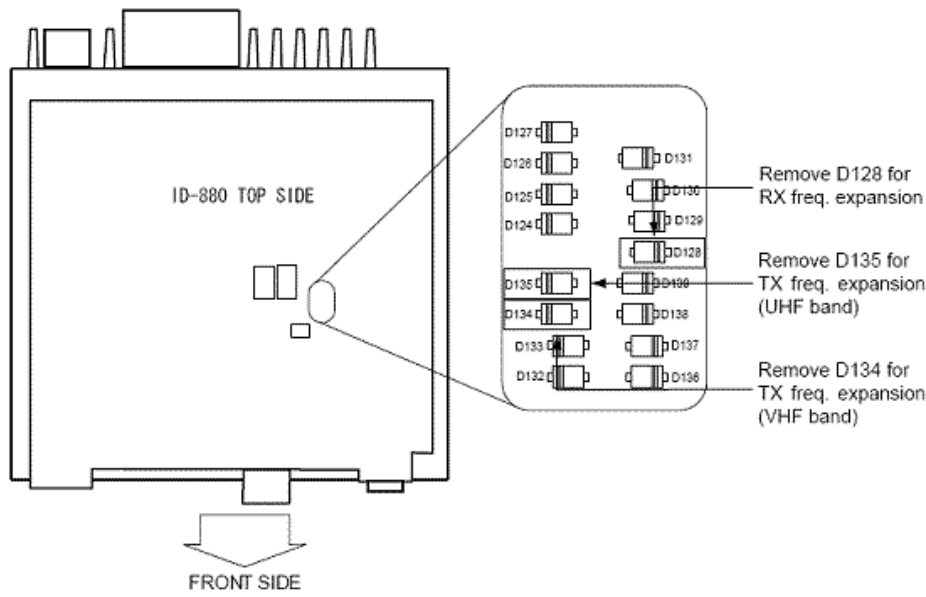 ID-880 TOP SIDE
D127
D126
D125
D124
D135
D134
D133
D132
D131
D130
D129
D128
D139
D138
D137
D136
Remove D128 for
RX freq. expansion
Remove D135 for
TX freq. expansion
(UHF band)
Remove D134 for
TX freq. expansion
(VHF band)
FRONT SIDE